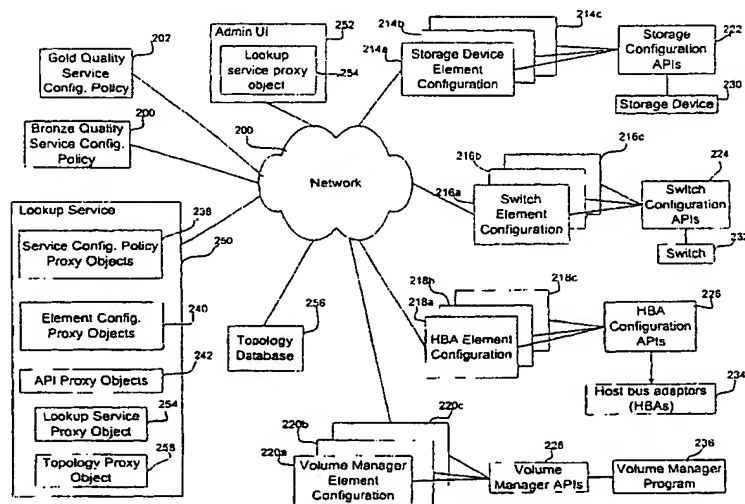 202
Gold Quality
Service
Config. Policy
200
Bronze Quality
Service Config.
Policy
252
Admin UI
Lookup
service proxy
object
254
214c
214b
214a
Storage Device
Element
Configuration
222
Storage
Configuration
APIs
230
Storage Device
200
Network
216c
216b
216a
Switch
Element
Configuration
224
Switch
Configuration
APIs
232
Switch
Lookup Service
238
Service Config. Policy
Proxy Objects
250
Element Config.
Proxy Objects
240
API Proxy Objects
242
Lookup Service
Proxy Object
254
Topology Proxy
Object
258
256
Topology
Database
218c
218b
218a
HBA Element
Configuration
226
HBA
Configuration
APIs
234
Host bus adaptors
(HBAs)
220c
220b
220a
Volume Manager
Element
Configuration
226
Volume Manager
APIs
236
Volume Manager
Program